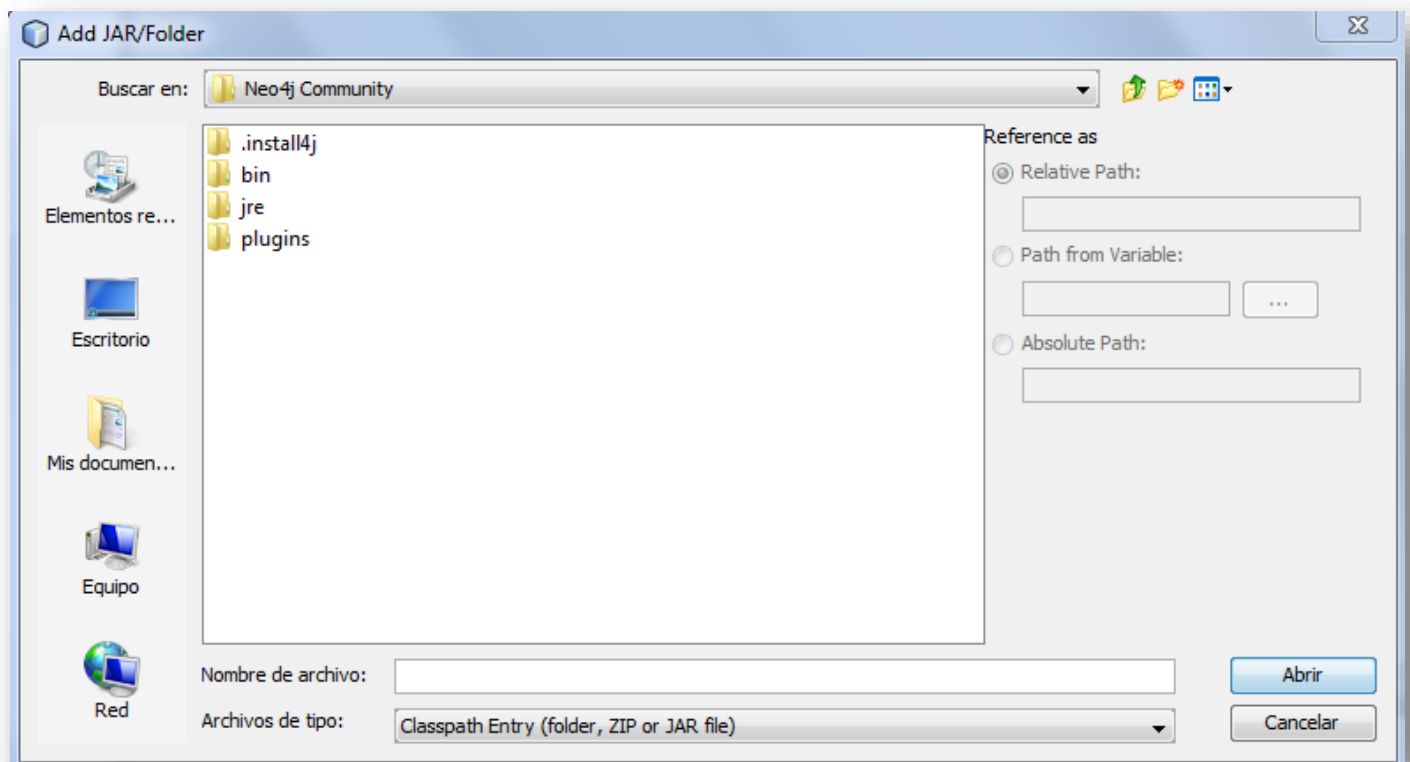 Add JAR/Folder
Buscar en:
Neo4j Community
.install4j
bin
jre
plugins
Reference as
Relative Path:
Path from Variable:
...
Absolute Path:
Elementos re...
Escritorio
Mis documen...
Equipo
Red
Nombre de archivo:
Abrir
Archivos de tipo:
Classpath Entry (folder, ZIP or JAR file)
Cancelar